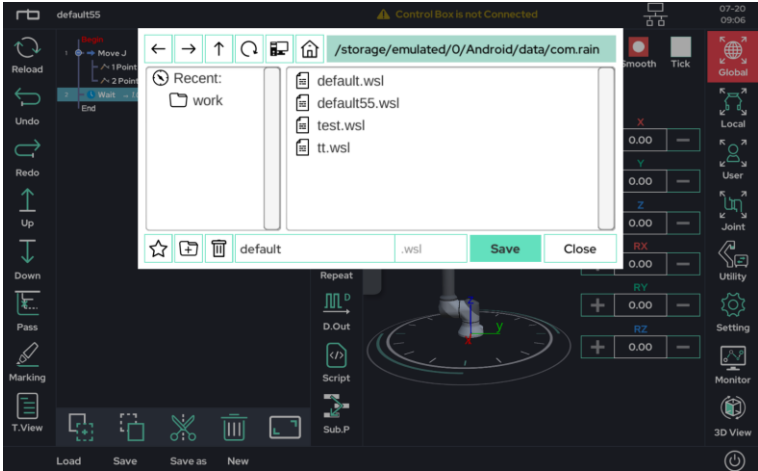 default55
Control Box is not Connected
07-20
09:06
Reload
Undo
Redo
Up
Down
Pass
Marking
T.View
Begin
1
Move J
1 Point
2 Point
2
Wait
End
/storage/emulated/0/Android/data/com.rain
Recent:
work
default.wsl
default55.wsl
test.wsl
tt.wsl
default
.wsl
Save
Close
Repeat
D.Out
Script
Sub.P
Smooth
Tick
X
0.00
Y
0.00
Z
0.00
RX
0.00
RY
0.00
RZ
0.00
z
y
x
Global
Local
User
Joint
Utility
Setting
Monitor
3D View
Load
Save
Save as
New